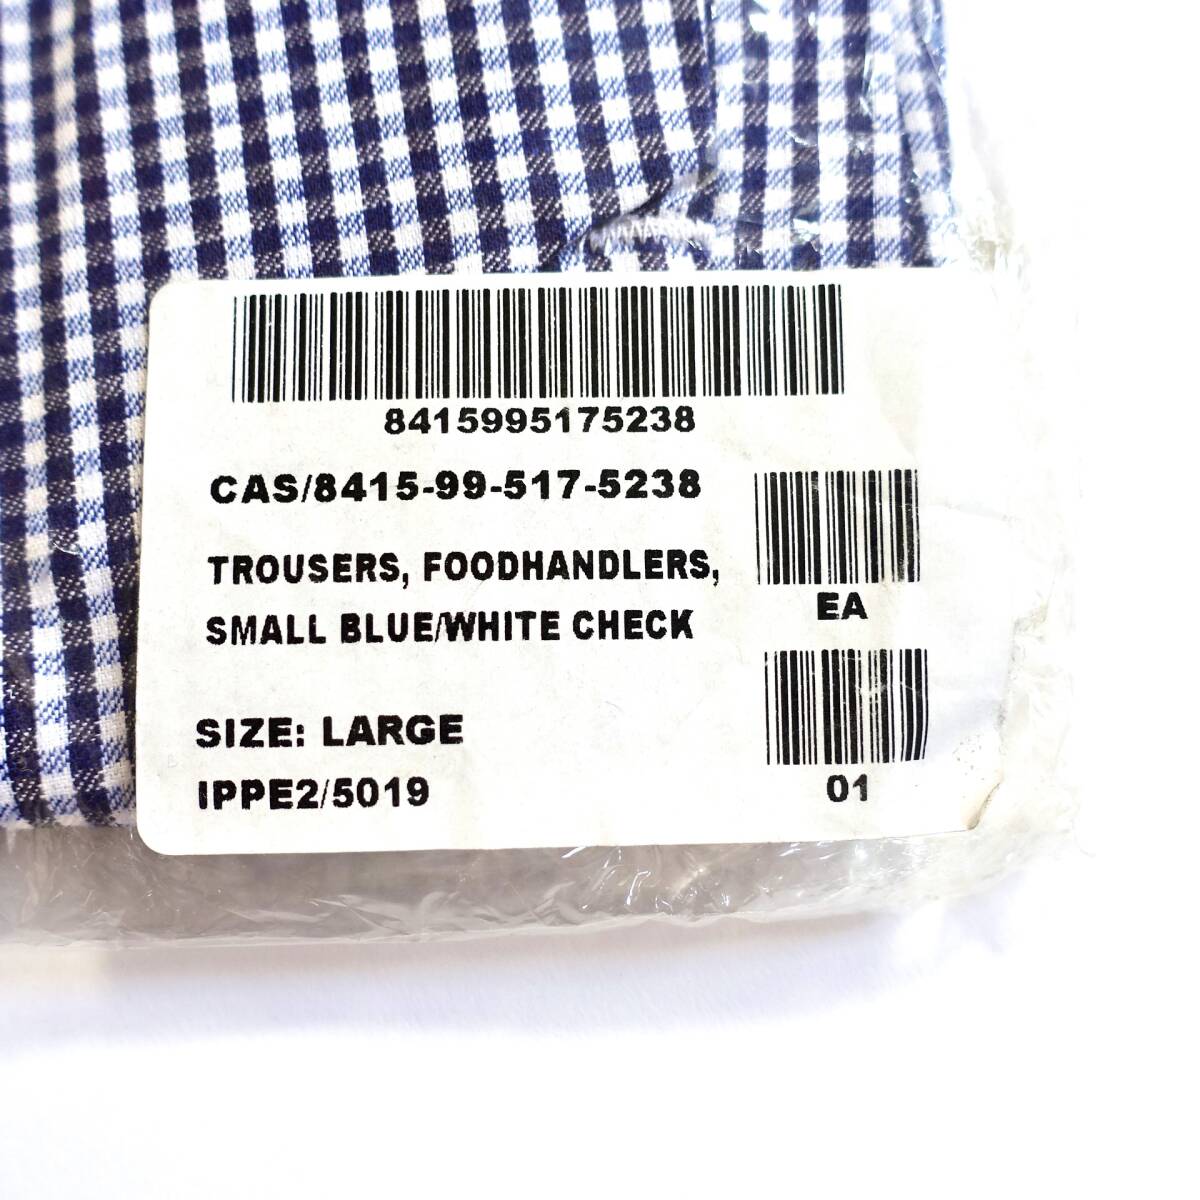 8415995175238
CAS/8415-99-517-5238
TROUSERS, FOODHANDLERS,
SMALL BLUE/WHITE CHECK
EA
SIZE: LARGE
IPPE2/5019
01